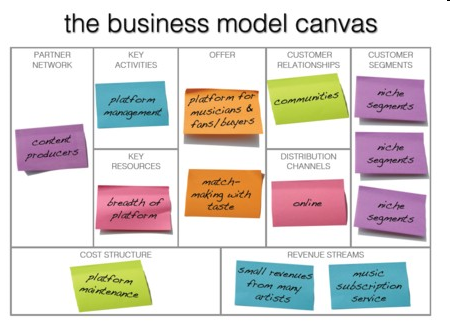 the business model canvas
PARTNER
NETWORK
content
producers
KEY
ACTIVITIES
platform
management
KEY
RESOURCES
breadth of
platform
OFFER
platform for
musicians &
fans/buyers
match-
making with
taste
CUSTOMER
RELATIONSHIPS
communities
DISTRIBUTION
CHANNELS
online
CUSTOMER
SEGMENTS
niche
segments
niche
segments
niche
segments
COST STRUCTURE
platform
maintenance
REVENUE STREAMS
small revenues
from many
artists
music
subscription
service